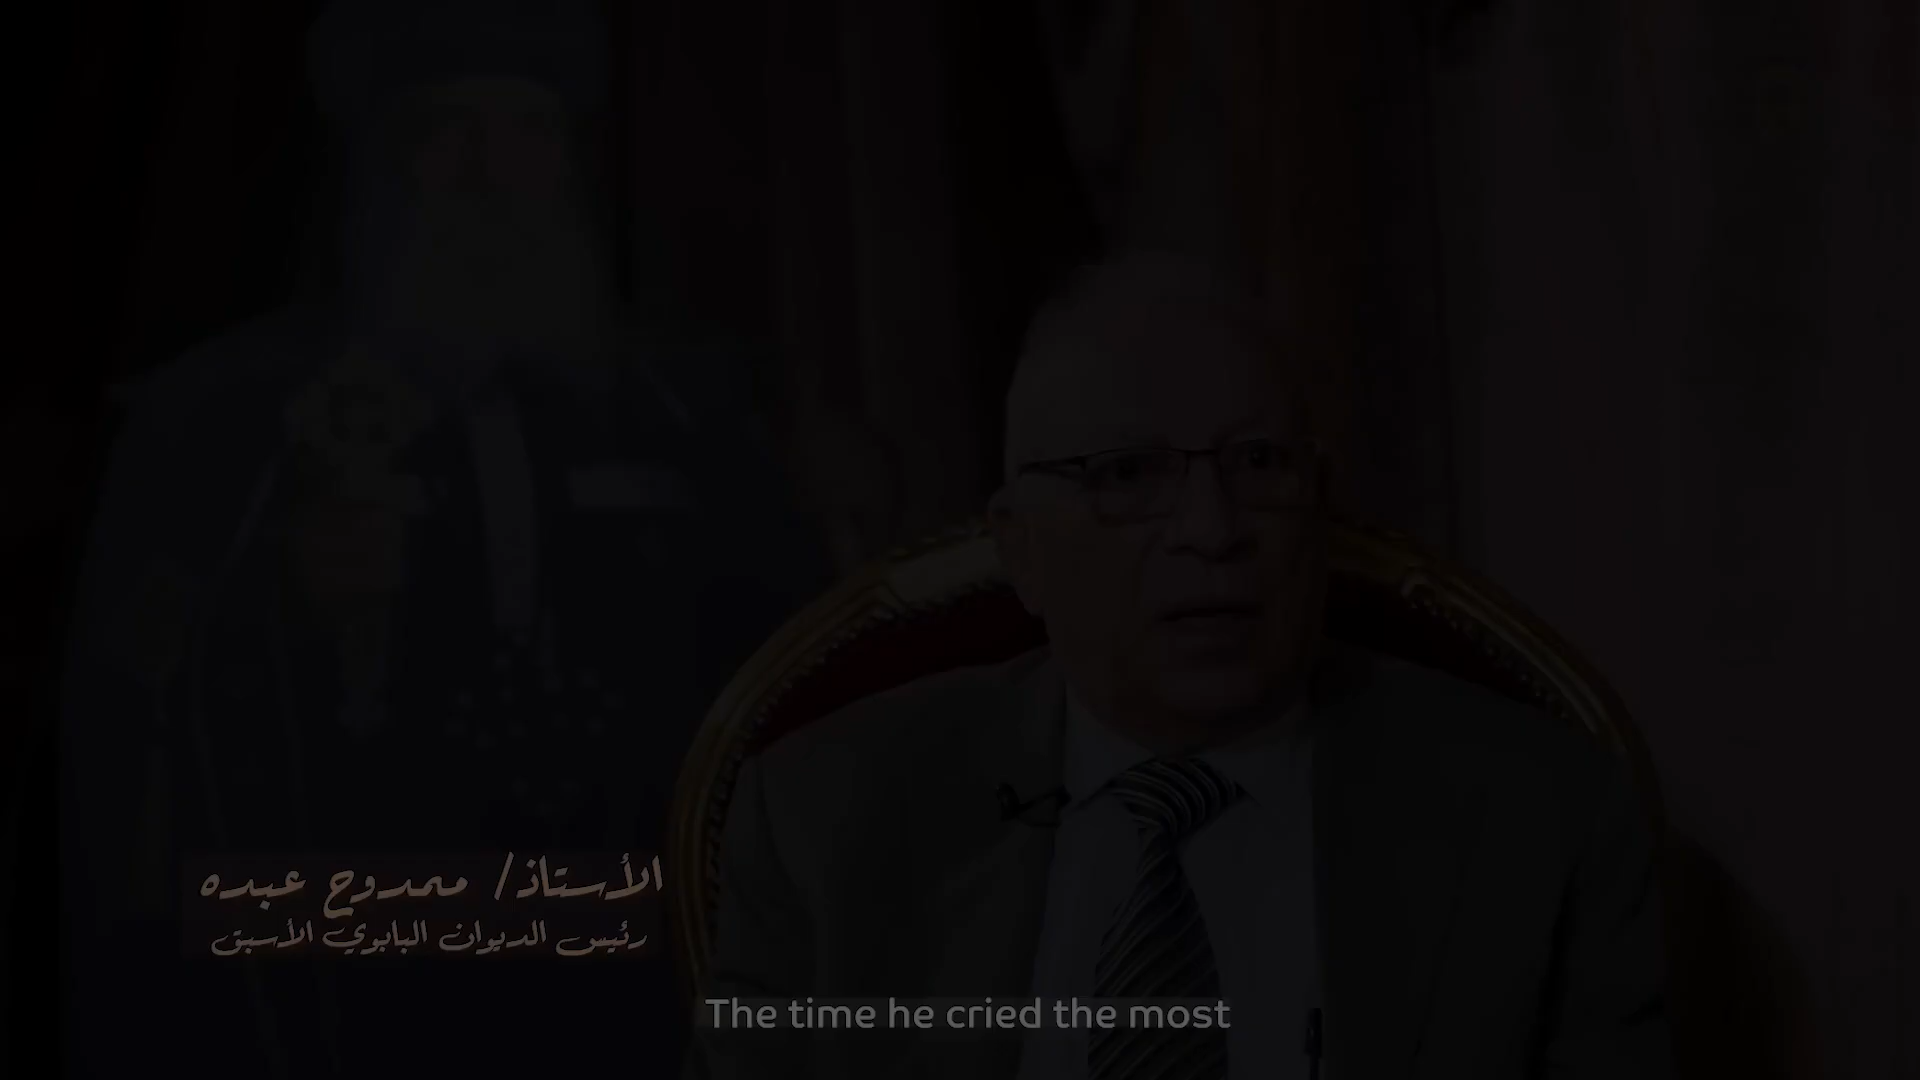 الأستاذ/ ممدوح عبده
رئيس الديوان البابوي الأسبق
The time he cried the most